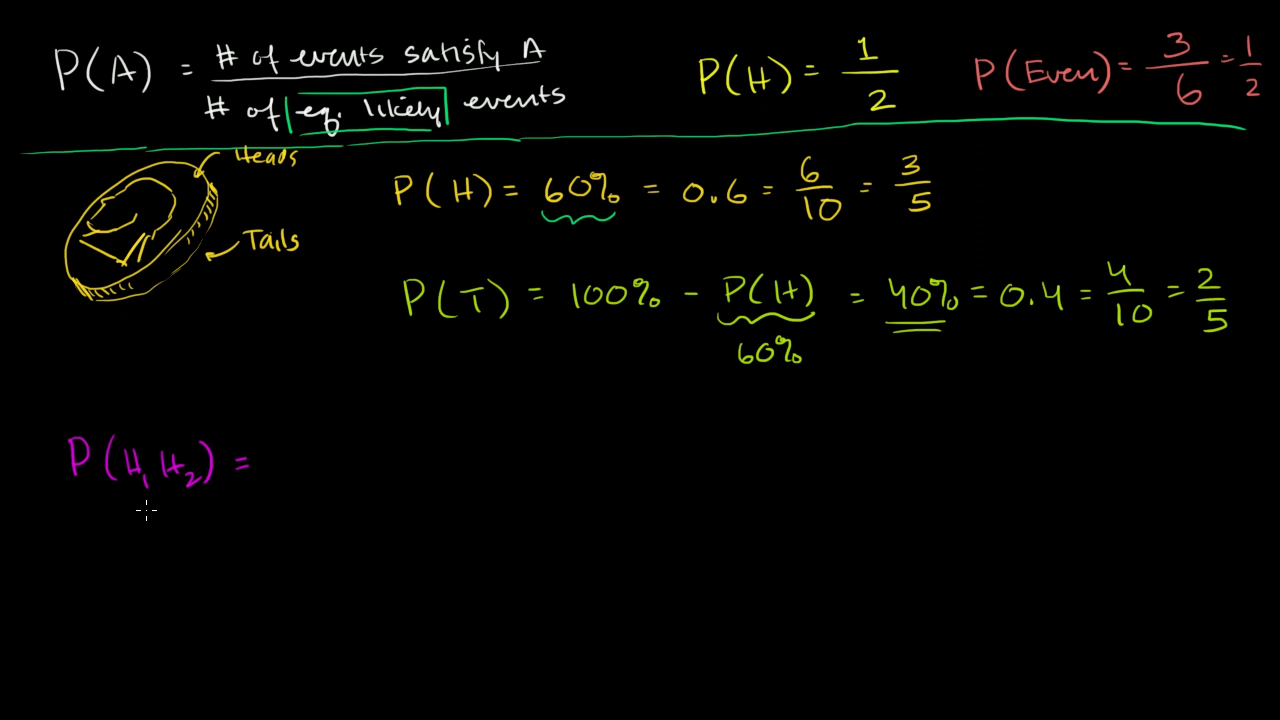 P(A) = # of events satisfy A / # of eq. likely events
P(H) = 1/2
P(Even) = 3/6 = 1/2
Heads
Tails
P(H) = 60% = 0.6 = 6/10 = 3/5
P(T) = 100% - P(H) = 40% = 0.4 = 4/10 = 2/5
60%
P(H₁ H₂) =